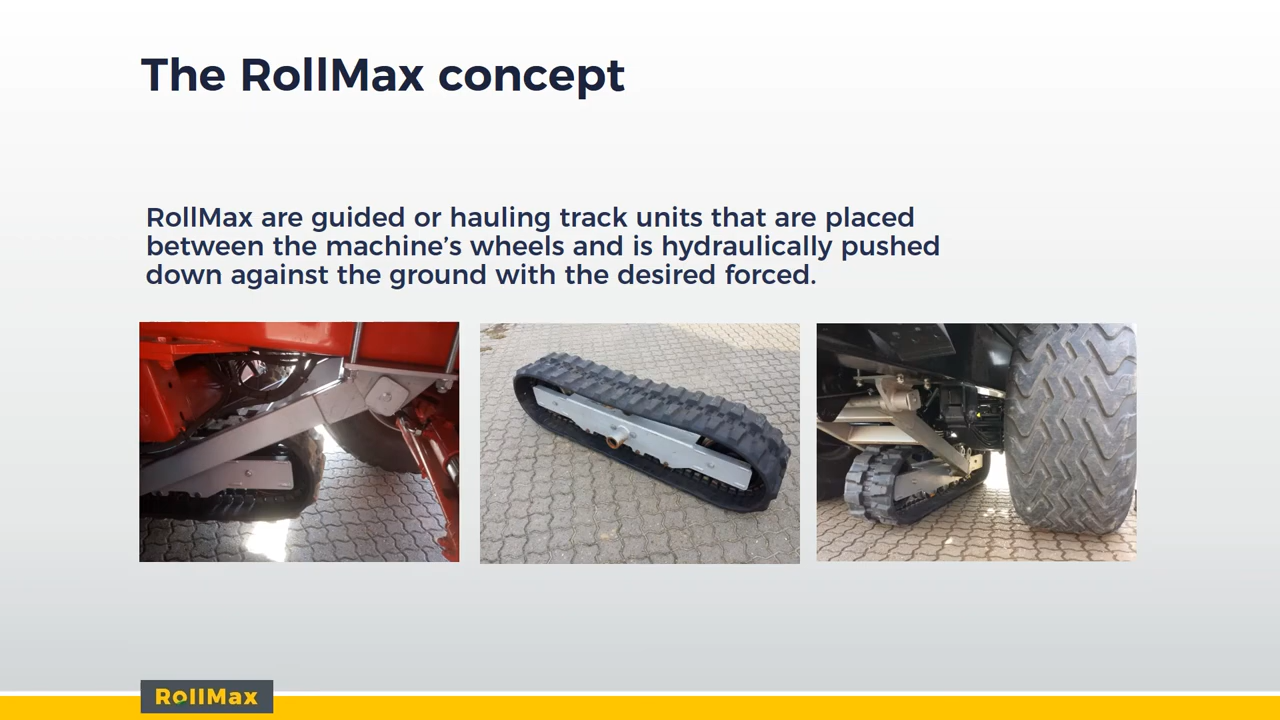 The RollMax concept
RollMax are guided or hauling track units that are placed
between the machine’s wheels and is hydraulically pushed
down against the ground with the desired forced.
RollMax